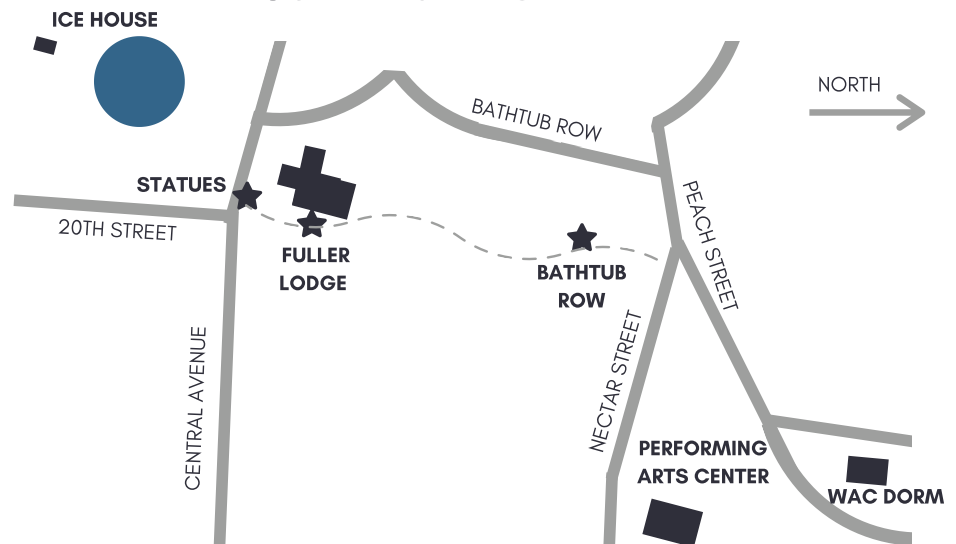 ICE HOUSE
NORTH
BATHTUB ROW
STATUES
20TH STREET
PEACH STREET
FULLER
LODGE
BATHTUB
ROW
CENTRAL AVENUE
NECTAR STREET
PERFORMING
ARTS CENTER
WAC DORM